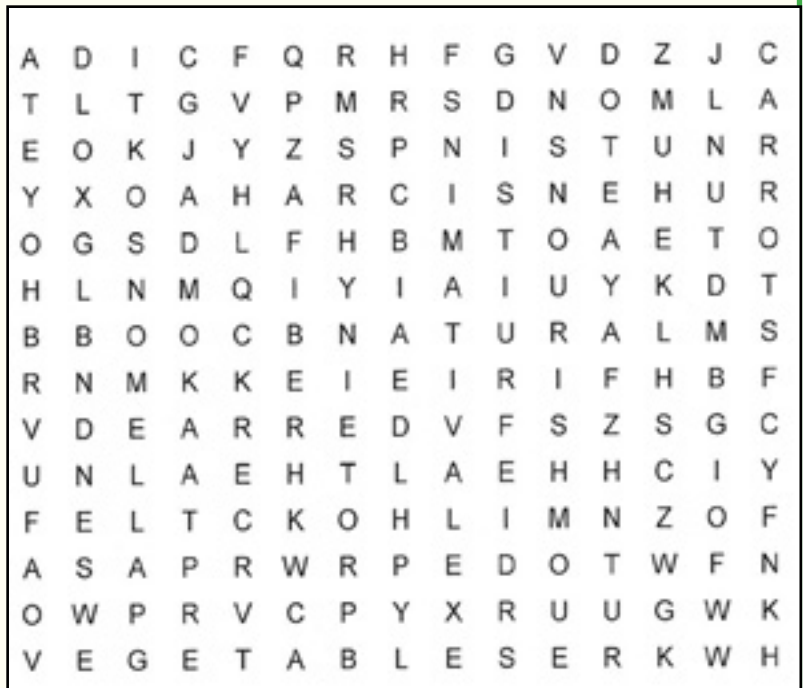 A D I C F Q R H F G V D Z J C
T L T G V P M R S D N O M L A
E O K J Y Z S P N I S T U N R
Y X O A H A R C I S N E H U R
O G S D L F H B M T O A E T O
H L N M Q I Y I A I U Y K D T
B B O O C B N A T U R A L M S
R N M K K E I E I R I F H B F
V D E A R R E D V F S Z S G C
U N L A E H T L A E H H C I Y
F E L T C K O H L I M N Z O F
A S A P R W R P E D O T W F N
O W P R V C P Y X R U U G W K
V E G E T A B L E S E R K W H